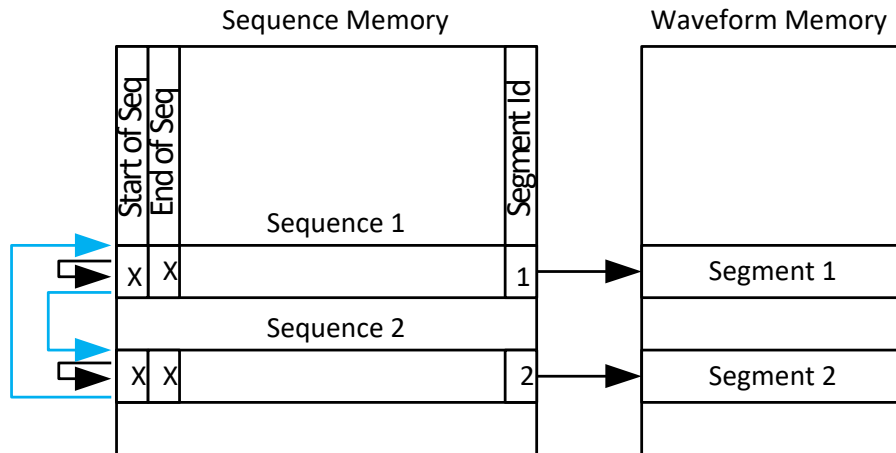 Sequence Memory
Waveform Memory
Start of Seq
End of Seq
Segment Id
Sequence 1
X
X
1
Segment 1
Sequence 2
X
X
2
Segment 2